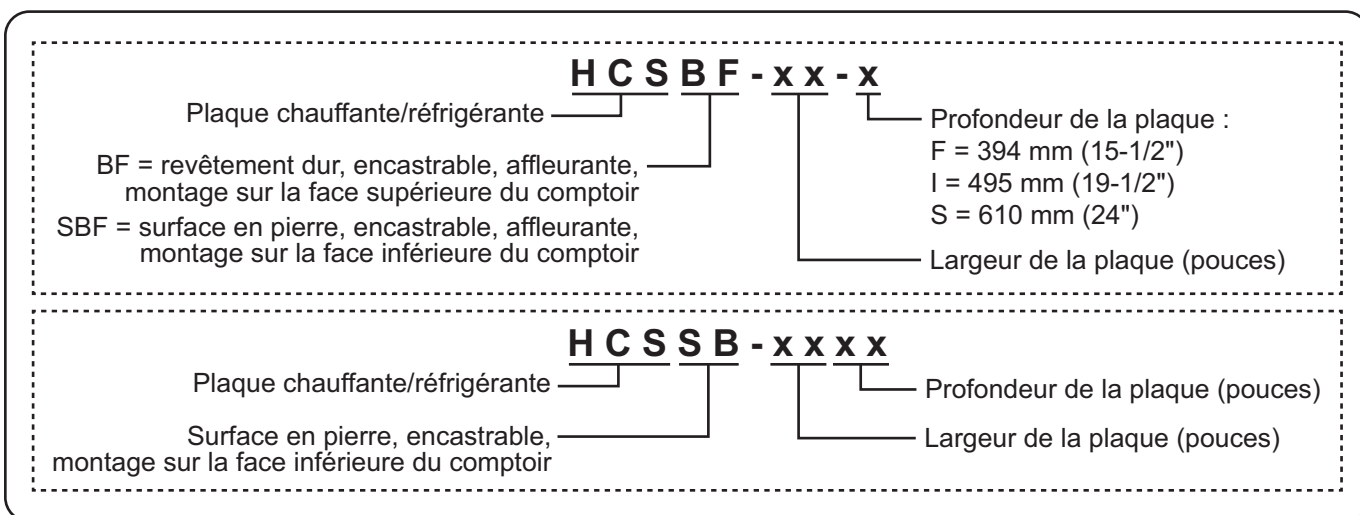 HCSBF-xx-x
Plaque chauffante/réfrigérante
BF = revêtement dur, encastrable, affleurante,
montage sur la face supérieure du comptoir
SBF = surface en pierre, encastrable, affleurante,
montage sur la face inférieure du comptoir
Profondeur de la plaque :
F = 394 mm (15-1/2")
I = 495 mm (19-1/2")
S = 610 mm (24")
Largeur de la plaque (pouces)
HCSSB-xxxx
Plaque chauffante/réfrigérante
Surface en pierre, encastrable,
montage sur la face inférieure du comptoir
Profondeur de la plaque (pouces)
Largeur de la plaque (pouces)